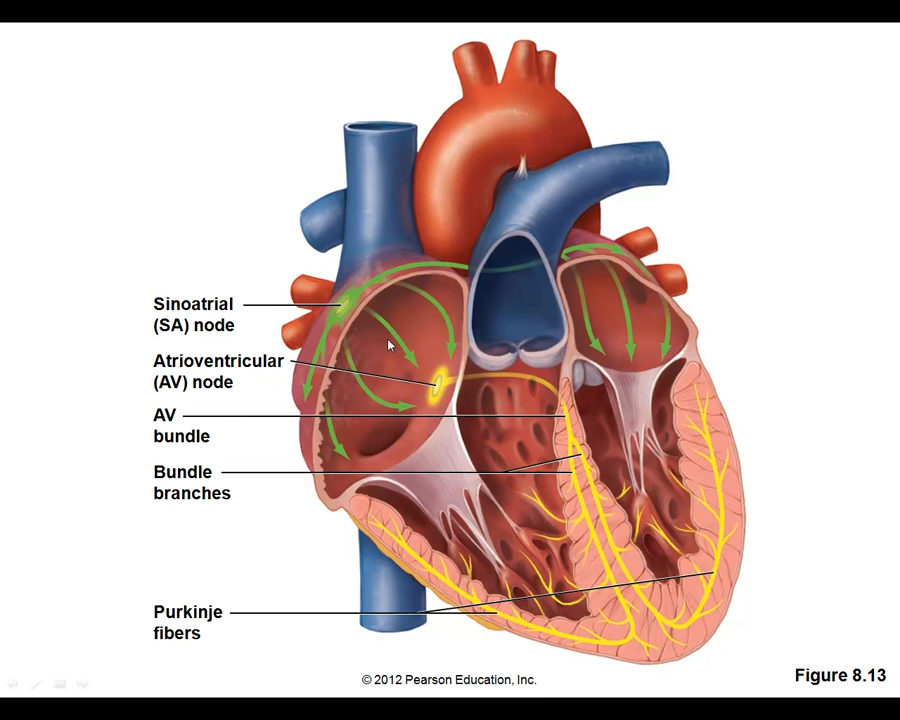 Sinoatrial
(SA) node
Atrioventricular
(AV) node
AV
bundle
Bundle
branches
Purkinje
fibers
© 2012 Pearson Education, Inc.
Figure 8.13